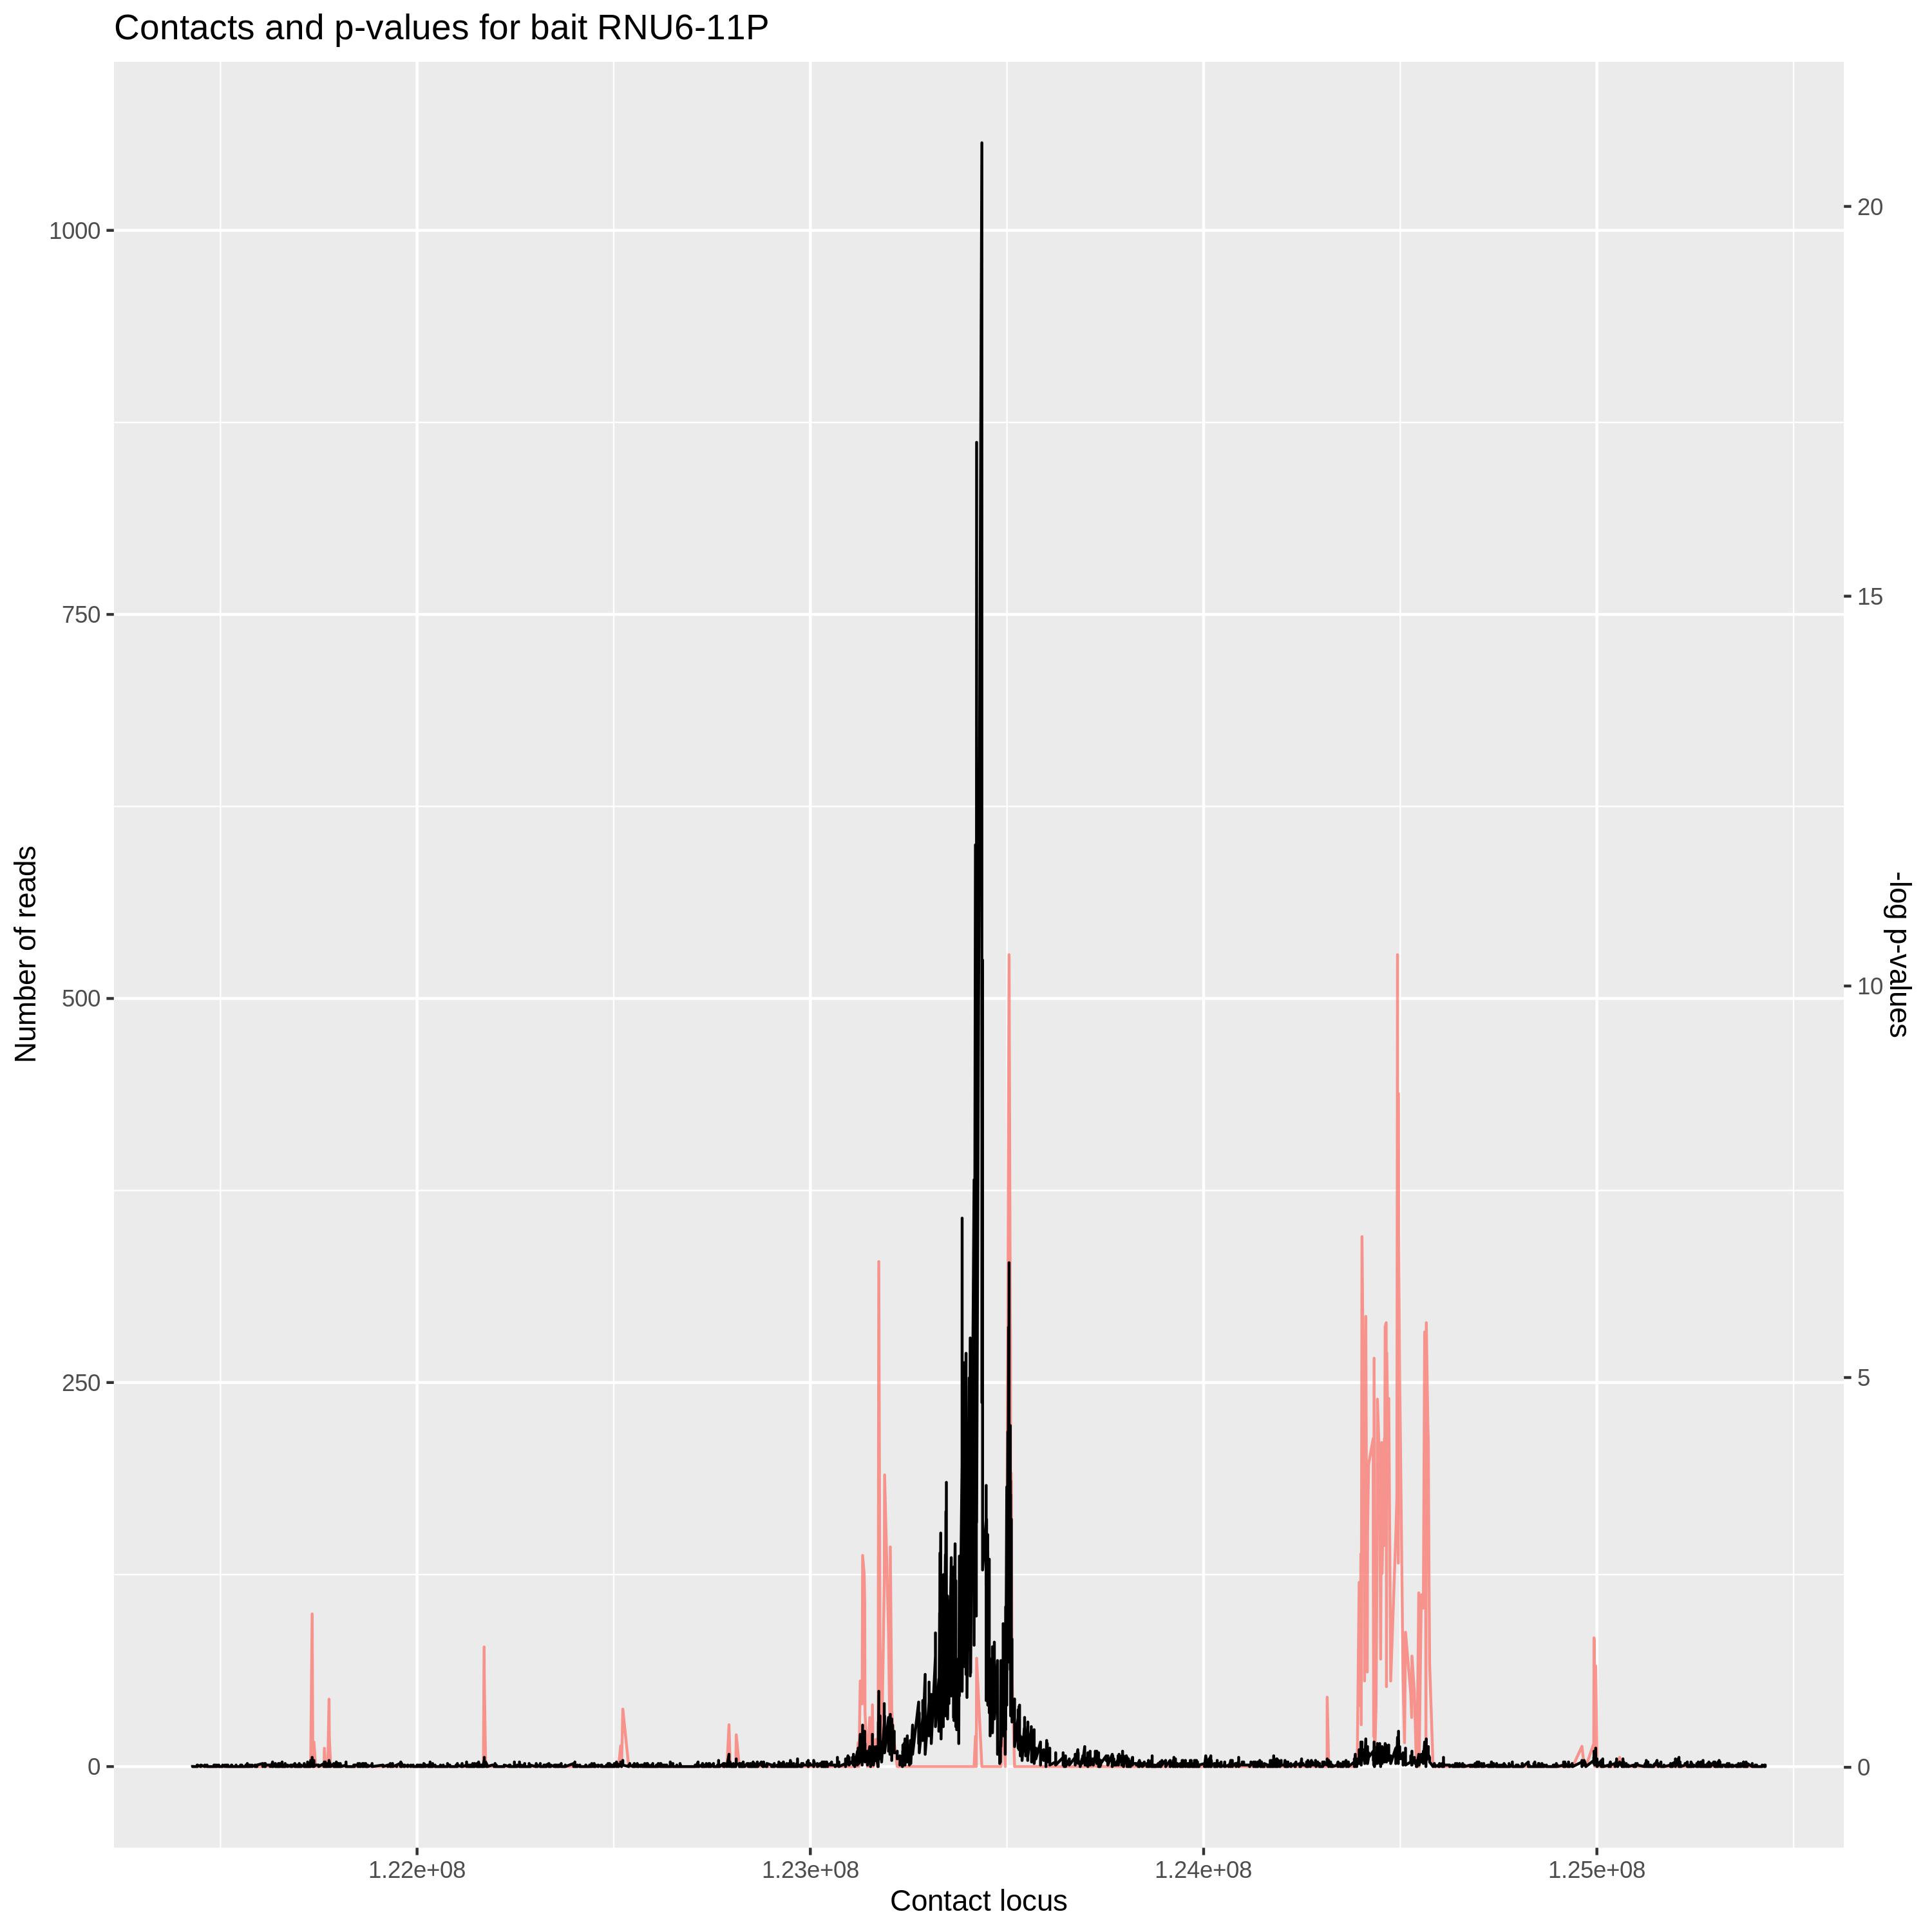 Contacts and p-values for bait RNU6-11P
Number of reads
1000
750
500
250
0
20
15
10
5
0
-log p-values
1.22e+08
1.23e+08
1.24e+08
1.25e+08
Contact locus